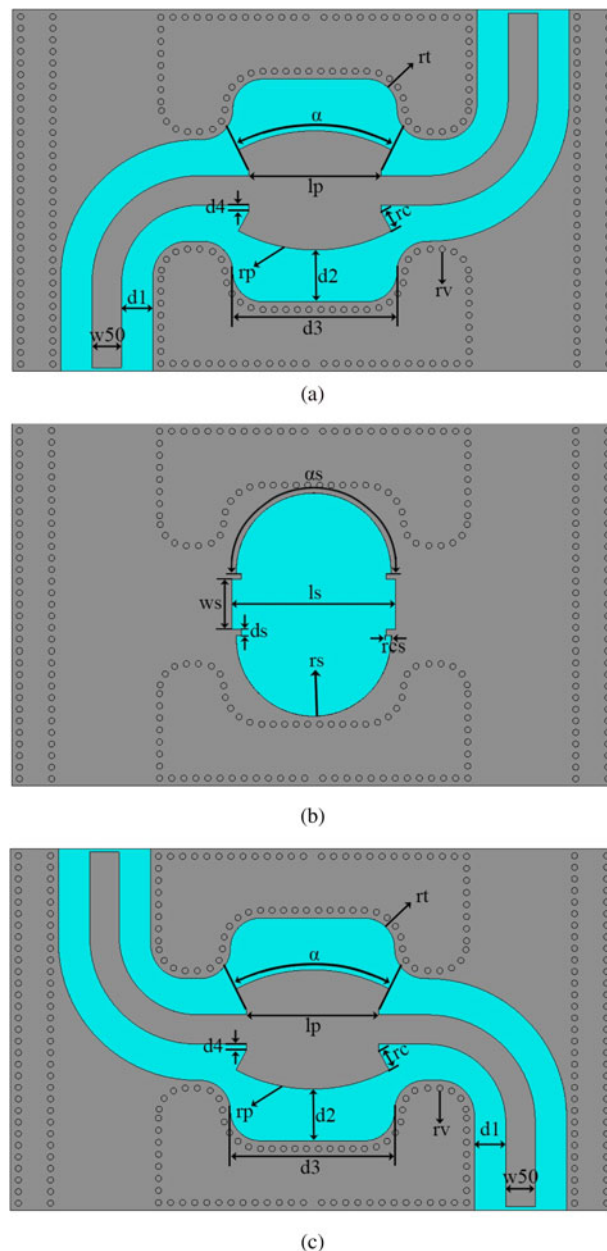 rt
α
lp
d4
rc
rp
d2
rv
d1
w50
d3
(a)
αs
ws
ls
ds
rcs
rs
(b)
rt
α
lp
d4
rc
rp
d2
rv
d1
d3
w50
(c)